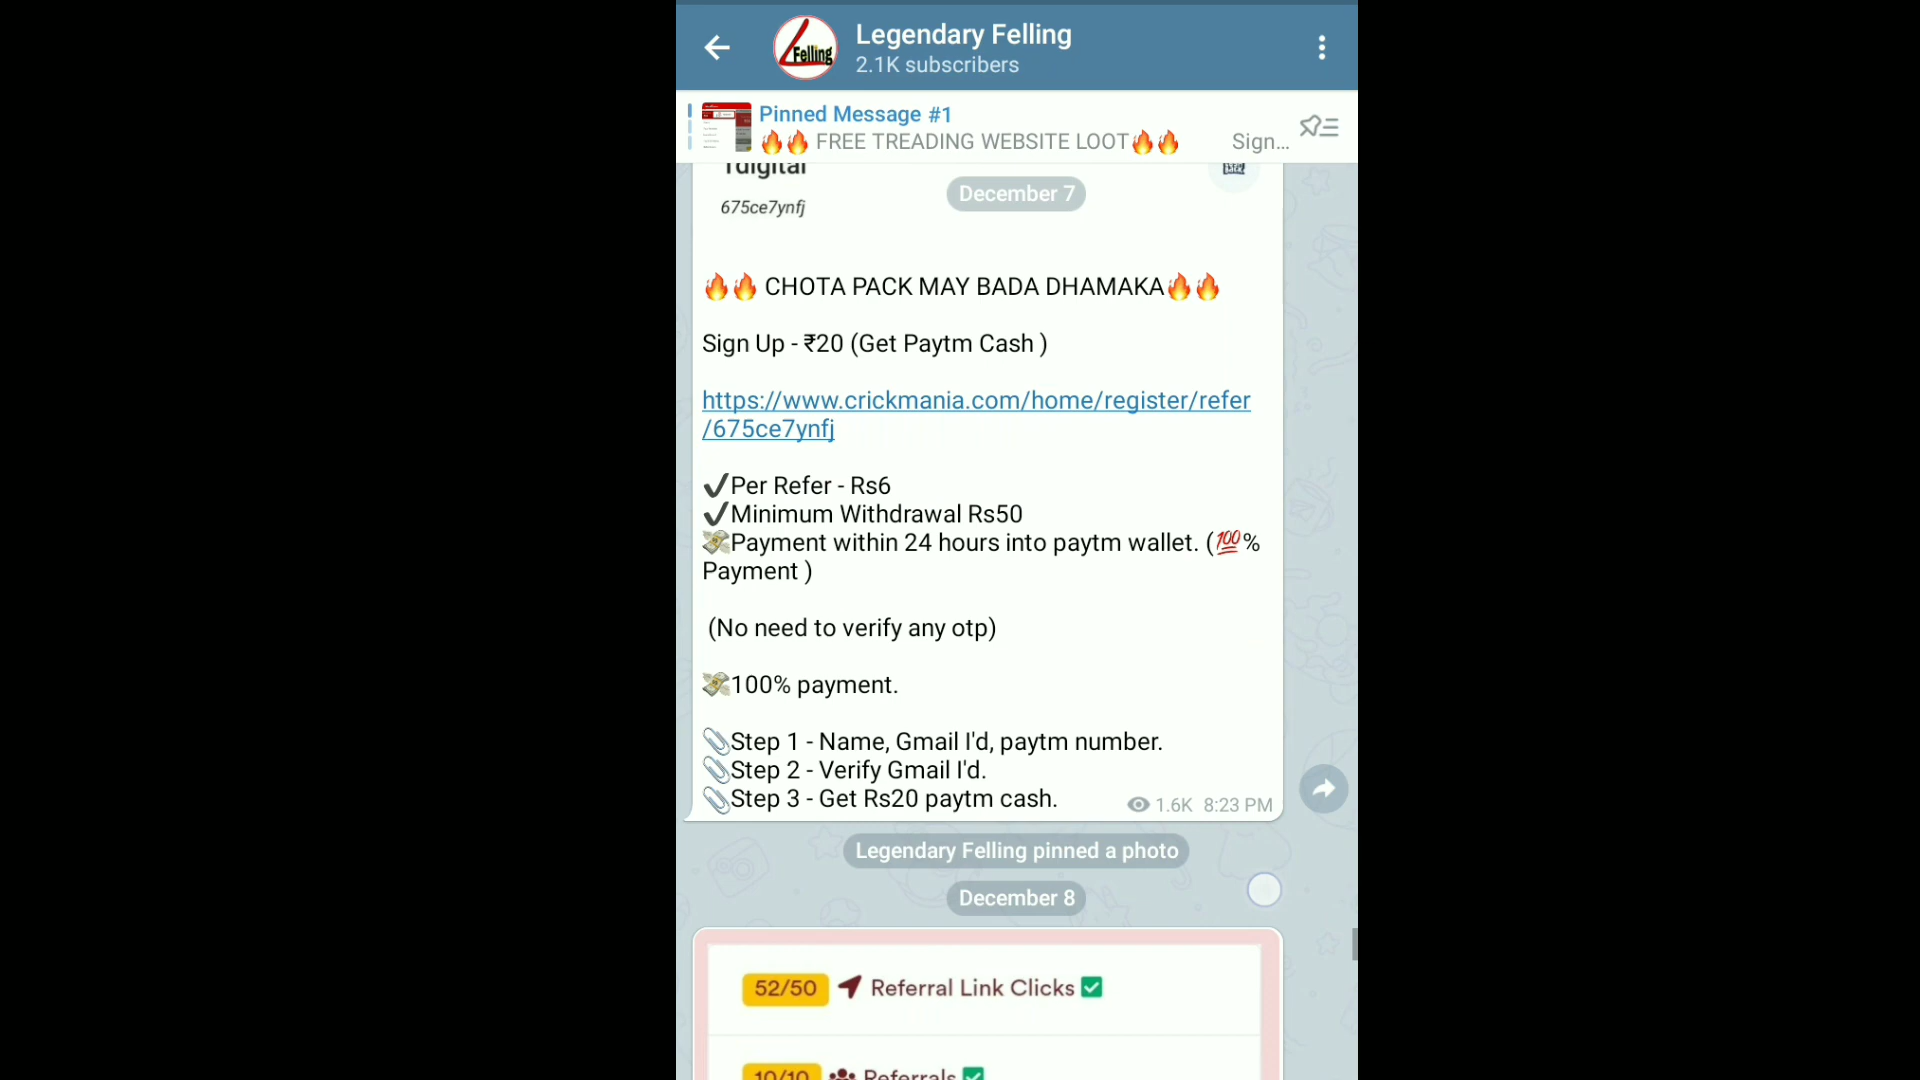 Legendary Felling
2.1K subscribers
Felling
Pinned Message #1
🔥🔥 FREE TREADING WEBSITE LOOT🔥🔥 Sign...
December 7
675ce7ynfj
🔥🔥 CHOTA PACK MAY BADA DHAMAKA🔥🔥
Sign Up - ₹20 (Get Paytm Cash )
https://www.crickmania.com/home/register/refer
/675ce7ynfj
✔Per Refer - Rs6
✔Minimum Withdrawal Rs50
💸Payment within 24 hours into paytm wallet. (💯%
Payment )
(No need to verify any otp)
💸100% payment.
📎Step 1 - Name, Gmail I'd, paytm number.
📎Step 2 - Verify Gmail I'd.
📎Step 3 - Get Rs20 paytm cash.
1.6K 8:23 PM
Legendary Felling pinned a photo
December 8
52/50 Referral Link Clicks ✅
10/10 Referrals ✅